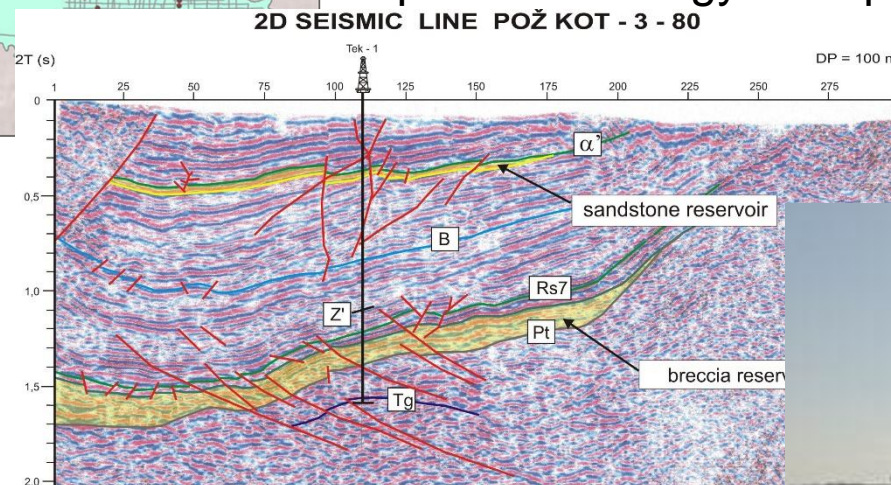 2D SEISMIC LINE POŽ KOT - 3 - 80
Tek - 1
2T (s)
DP = 100 m
1 25 50 75 100 125 150 175 200 225 250 275
0
α'
0,5
sandstone reservoir
B
1,0
Rs7
Z'
Pt
breccia reserv
1.5
Tg
2.0